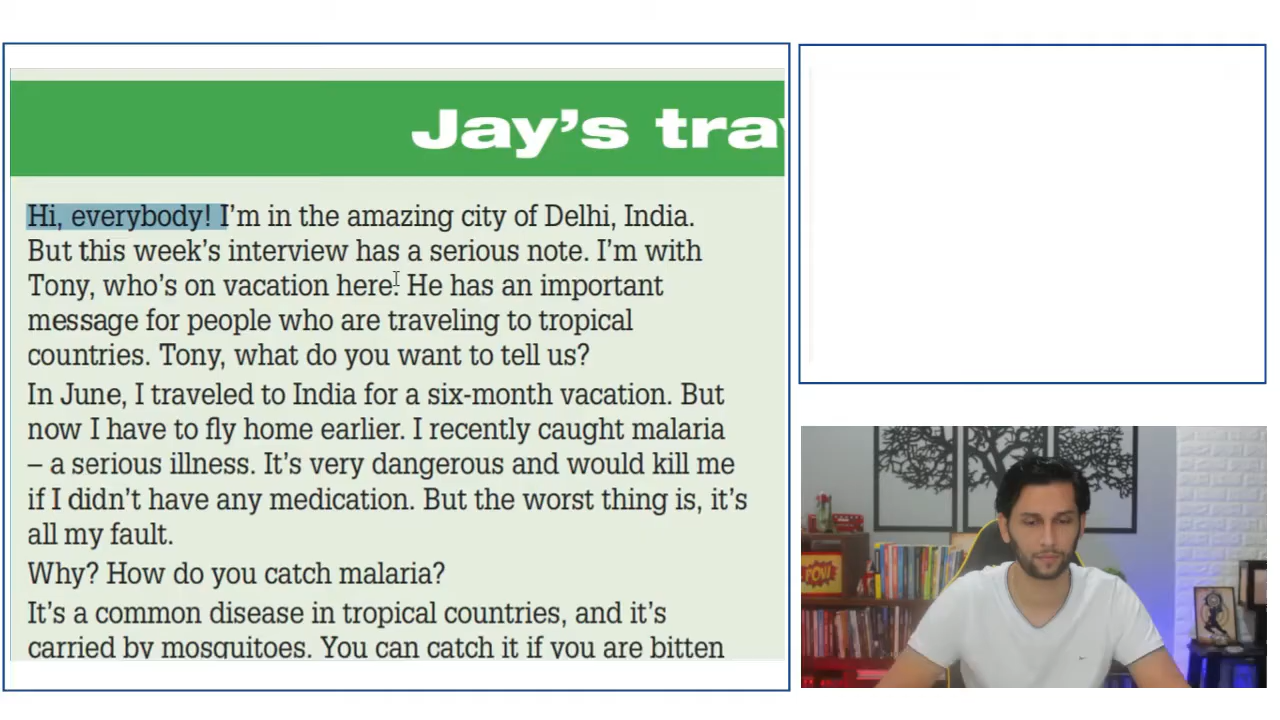 Jay's tra
Hi, everybody! I'm in the amazing city of Delhi, India.
But this week's interview has a serious note. I'm with
Tony, who's on vacation here. He has an important
message for people who are traveling to tropical
countries. Tony, what do you want to tell us?
In June, I traveled to India for a six-month vacation. But
now I have to fly home earlier. I recently caught malaria
– a serious illness. It's very dangerous and would kill me
if I didn't have any medication. But the worst thing is, it's
all my fault.
Why? How do you catch malaria?
It's a common disease in tropical countries, and it's
carried by mosquitoes. You can catch it if you are bitten
POW!